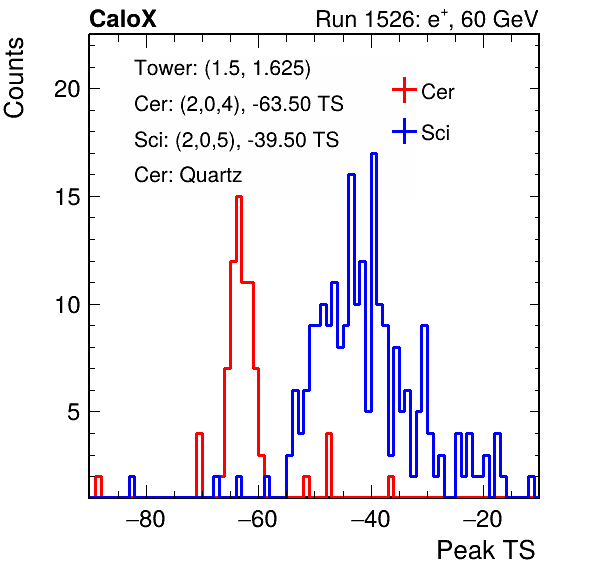 CaloX Run 1526: e⁺, 60 GeV
Counts
Tower: (1.5, 1.625)
Cer: (2,0,4), -63.50 TS
Sci: (2,0,5), -39.50 TS
Cer: Quartz
Cer
Sci
20
15
10
5
−80 −60 −40 −20
Peak TS